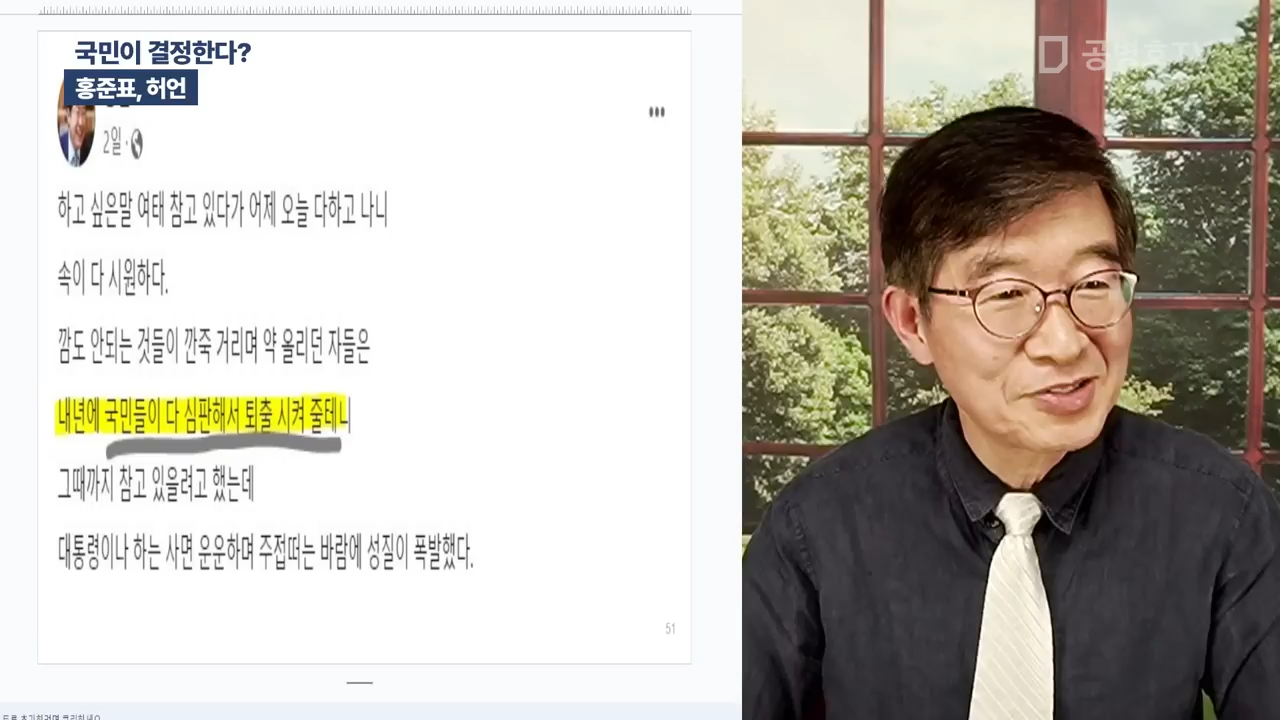 국민이 결정한다?
홍준표, 허언
공병호TV
2일 ·
하고 싶은말 여태 참고 있다가 어제 오늘 다하고 나니
속이 다 시원하다.
깜도 안되는 것들이 깐죽 거리며 약 올리던 자들은
내년에 국민들이 다 심판해서 퇴출 시켜 줄테니
그때까지 참고 있을려고 했는데
대통령이나 하는 사면 운운하며 주접떠는 바람에 성질이 폭발했다.
51